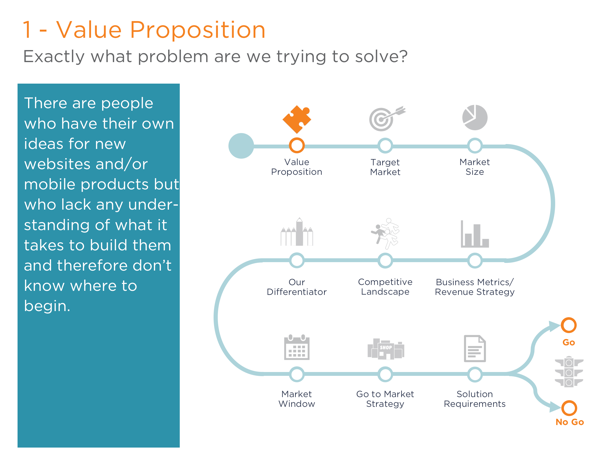 1 - Value Proposition
Exactly what problem are we trying to solve?
There are people
who have their own
ideas for new
websites and/or
mobile products but
who lack any under-
standing of what it
takes to build them
and therefore don't
know where to
begin.
Value
Proposition
Target
Market
Market
Size
Our
Differentiator
Competitive
Landscape
Business Metrics/
Revenue Strategy
Market
Window
Go to Market
Strategy
Solution
Requirements
Go
No Go